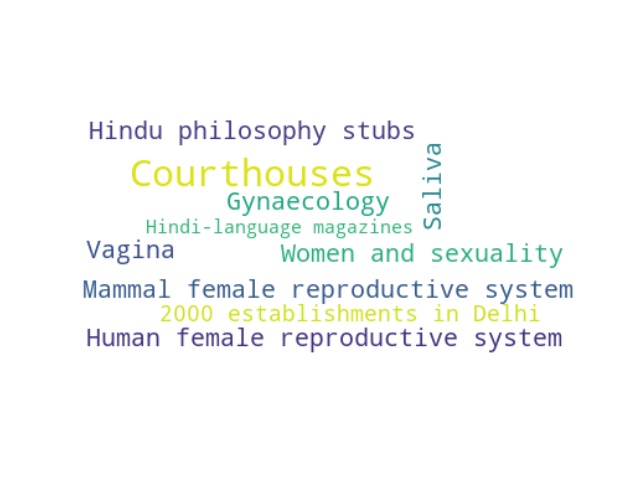 Hindu philosophy stubs
Courthouses
Saliva
Gynaecology
Hindi-language magazines
Vagina
Women and sexuality
Mammal female reproductive system
2000 establishments in Delhi
Human female reproductive system